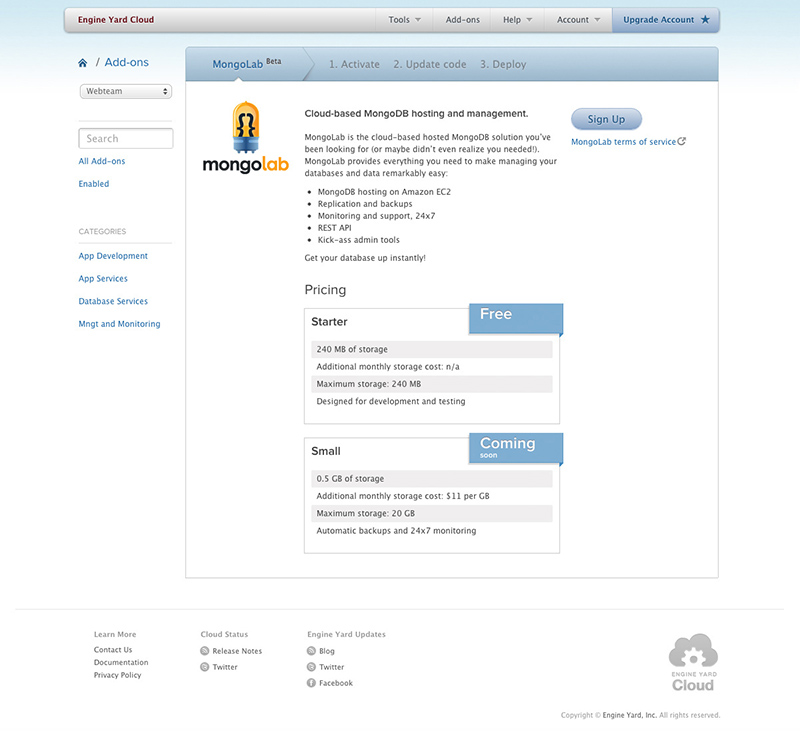 Engine Yard Cloud
Tools
Add-ons
Help
Account
Upgrade Account
/ Add-ons
Webteam
Search
All Add-ons
Enabled
CATEGORIES
App Development
App Services
Database Services
Mngt and Monitoring
MongoLab Beta
1. Activate
2. Update code
3. Deploy
mongolab
Cloud-based MongoDB hosting and management.
MongoLab is the cloud-based hosted MongoDB solution you've
been looking for (or maybe didn't even realize you needed!).
MongoLab provides everything you need to make managing your
databases and data remarkably easy:
• MongoDB hosting on Amazon EC2
• Replication and backups
• Monitoring and support, 24x7
• REST API
• Kick-ass admin tools
Get your database up instantly!
Sign Up
MongoLab terms of service
Pricing
Starter
Free
240 MB of storage
Additional monthly storage cost: n/a
Maximum storage: 240 MB
Designed for development and testing
Small
Coming
soon
0.5 GB of storage
Additional monthly storage cost: $11 per GB
Maximum storage: 20 GB
Automatic backups and 24x7 monitoring
Learn More
Contact Us
Documentation
Privacy Policy
Cloud Status
Release Notes
Twitter
Engine Yard Updates
Blog
Twitter
Facebook
ENGINE YARD
Cloud
Copyright © Engine Yard, Inc. All rights reserved.